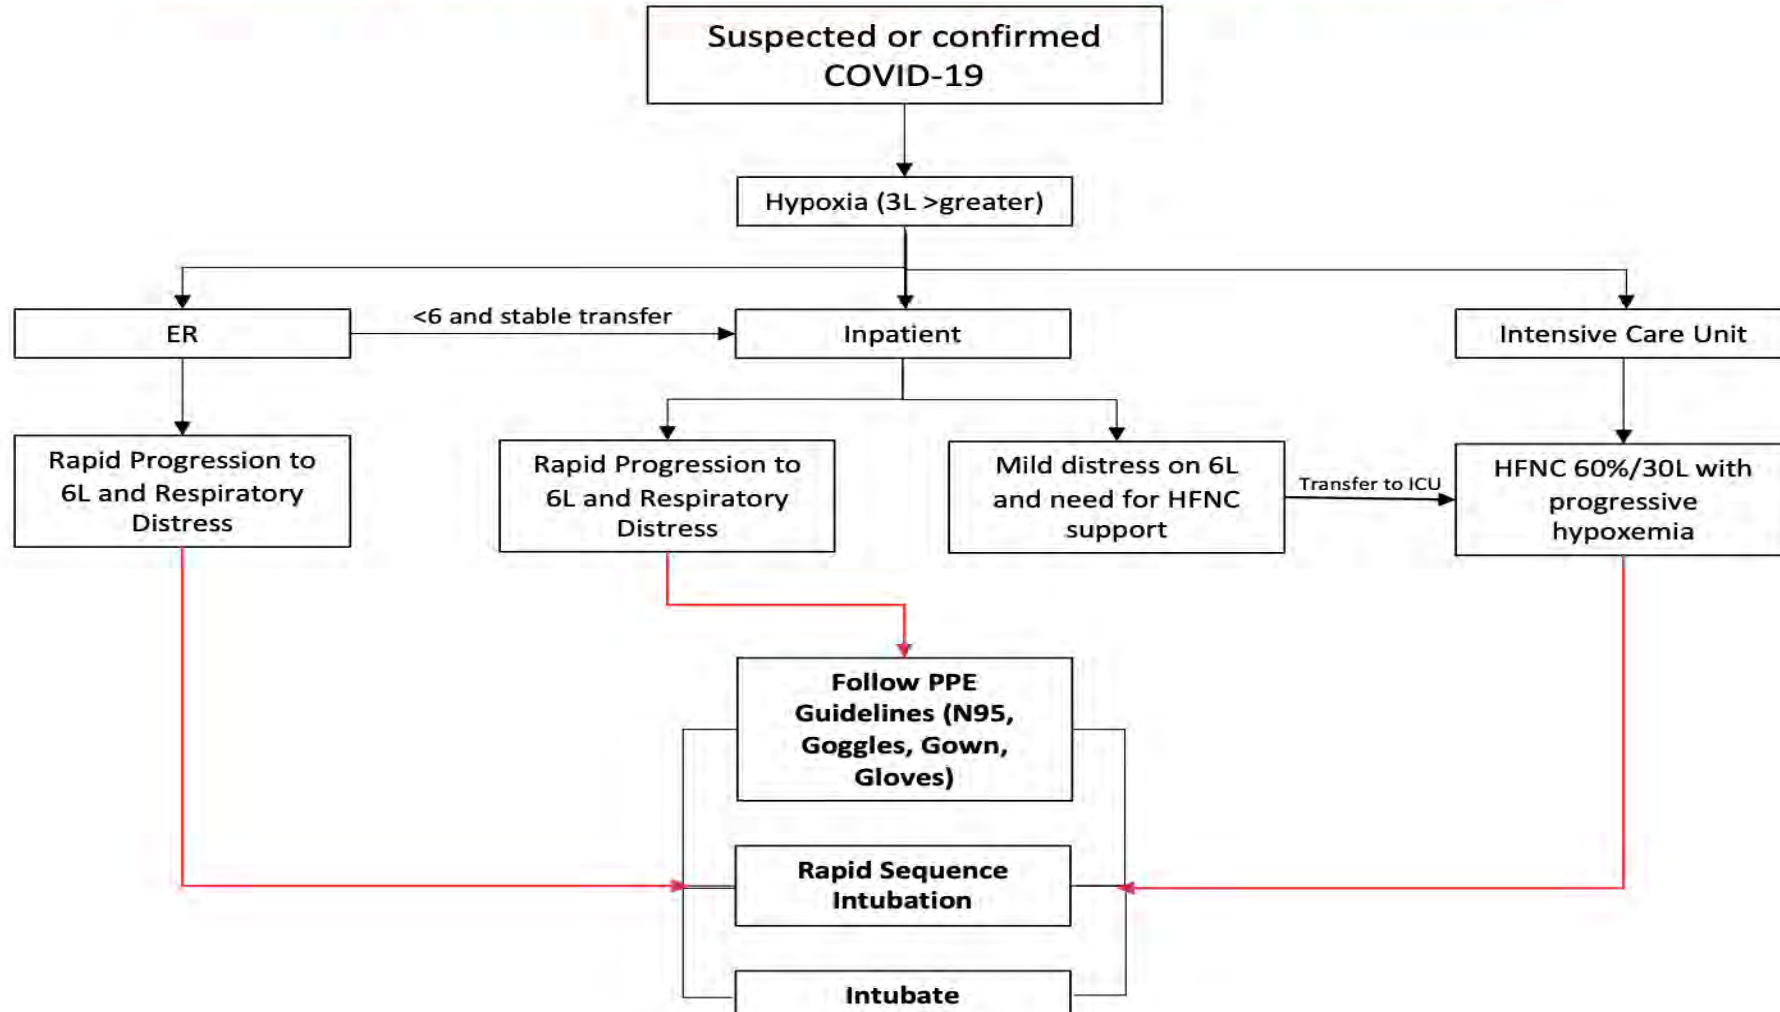 Suspected or confirmed
COVID-19
Hypoxia (3L >greater)
ER
<6 and stable transfer
Inpatient
Intensive Care Unit
Rapid Progression to
6L and Respiratory
Distress
Rapid Progression to
6L and Respiratory
Distress
Mild distress on 6L
and need for HFNC
support
Transfer to ICU
HFNC 60%/30L with
progressive
hypoxemia
Follow PPE
Guidelines (N95,
Goggles, Gown,
Gloves)
Rapid Sequence
Intubation
Intubate